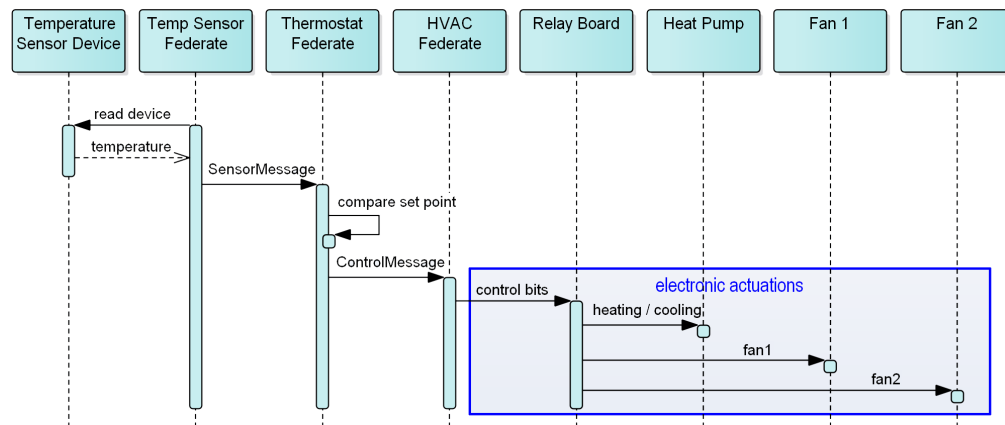 Temperature
Sensor Device
Temp Sensor
Federate
Thermostat
Federate
HVAC
Federate
Relay Board
Heat Pump
Fan 1
Fan 2
read device
temperature
SensorMessage
compare set point
ControlMessage
electronic actuations
control bits
heating / cooling
fan1
fan2